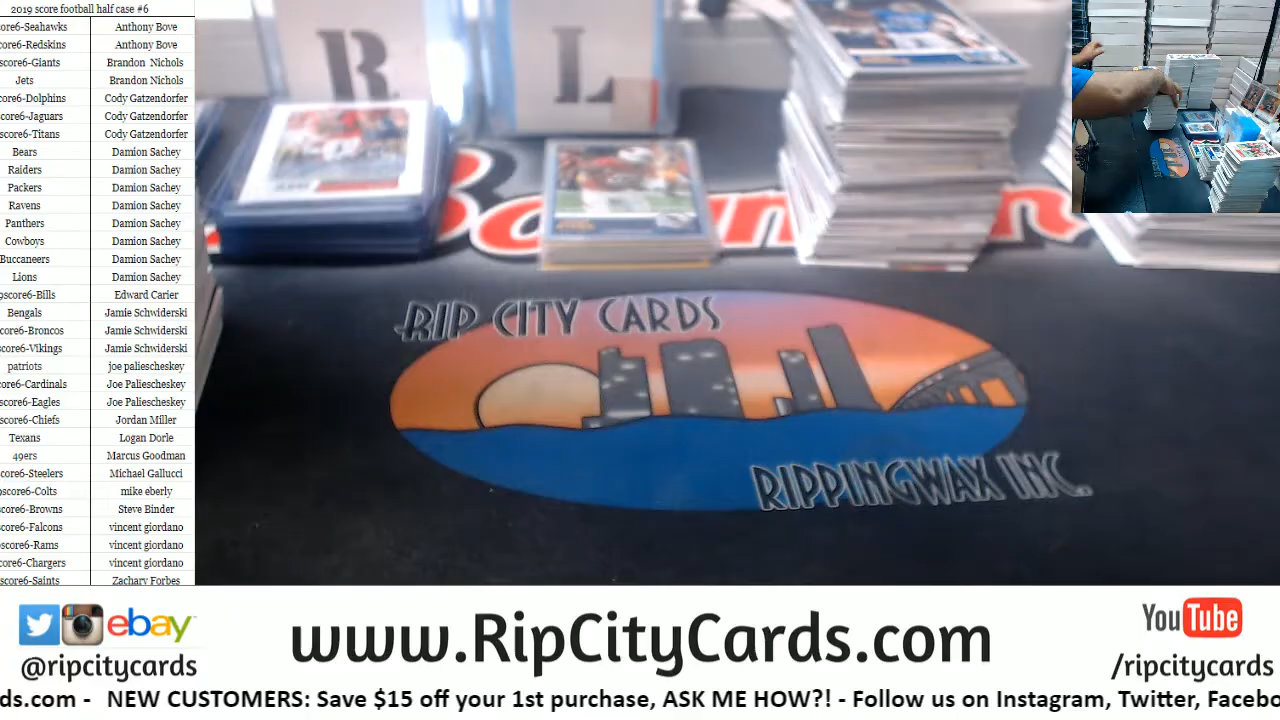 2019 score football half case #6
core6-Seahawks Anthony Bove
core6-Redskins Anthony Bove
score6-Giants Brandon Nichols
Jets Brandon Nichols
core6-Dolphins Cody Gatzendorfer
core6-Jaguars Cody Gatzendorfer
score6-Titans Cody Gatzendorfer
Bears Damion Sachey
Raiders Damion Sachey
Packers Damion Sachey
Ravens Damion Sachey
Panthers Damion Sachey
Cowboys Damion Sachey
Buccaneers Damion Sachey
Lions Damion Sachey
9score6-Bills Edward Carier
Bengals Jamie Schwiderski
core6-Broncos Jamie Schwiderski
score6-Vikings Jamie Schwiderski
patriots joe paliescheskey
ore6-Cardinals Joe Paliescheskey
core6-Eagles Joe Paliescheskey
core6-Chiefs Jordan Miller
Texans Logan Dorle
49ers Marcus Goodman
core6-Steelers Michael Gallucci
score6-Colts mike eberly
core6-Browns Steve Binder
core6-Falcons vincent giordano
score6-Rams vincent giordano
ore6-Chargers vincent giordano
core6-Saints Zachary Forbes
R L
RIP CITY CARDS
RIPPINGWAX INC.
ebay
@ripcitycards
www.RipCityCards.com
YouTube
/ripcitycards
ds.com - NEW CUSTOMERS: Save $15 off your 1st purchase, ASK ME HOW?! - Follow us on Instagram, Twitter, Facebo